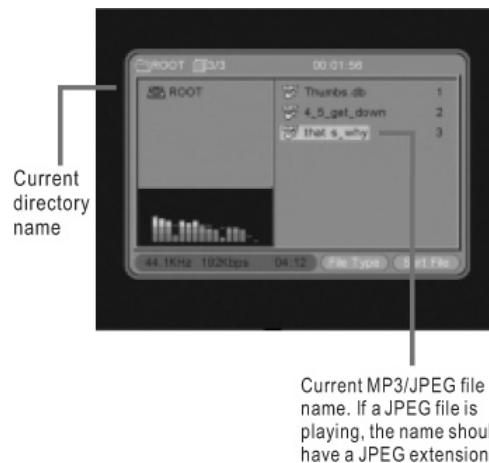 ROOT 3/3 00:01:56
ROOT
Thumbs.db 1
4_5_get_down 2
that s_why 3
44.1KHz 192Kbps 04:12 File Type File
Current
directory
name
Current MP3/JPEG file
name. If a JPEG file is
playing, the name shoul
have a JPEG extension